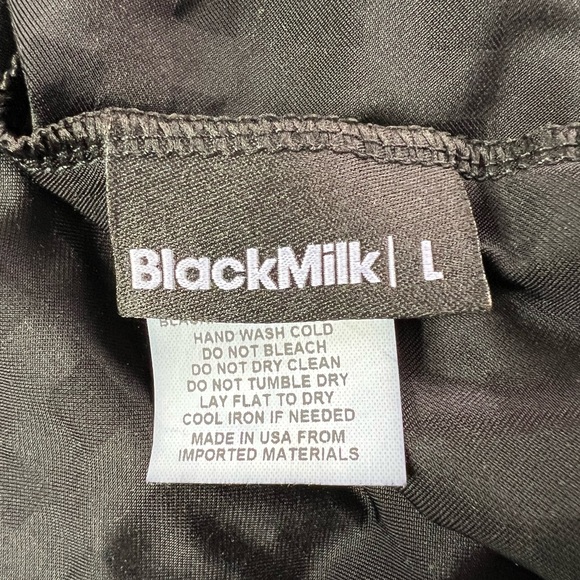 BlackMilk| L
HAND WASH COLD
DO NOT BLEACH
DO NOT DRY CLEAN
DO NOT TUMBLE DRY
LAY FLAT TO DRY
COOL IRON IF NEEDED
MADE IN USA FROM
IMPORTED MATERIALS